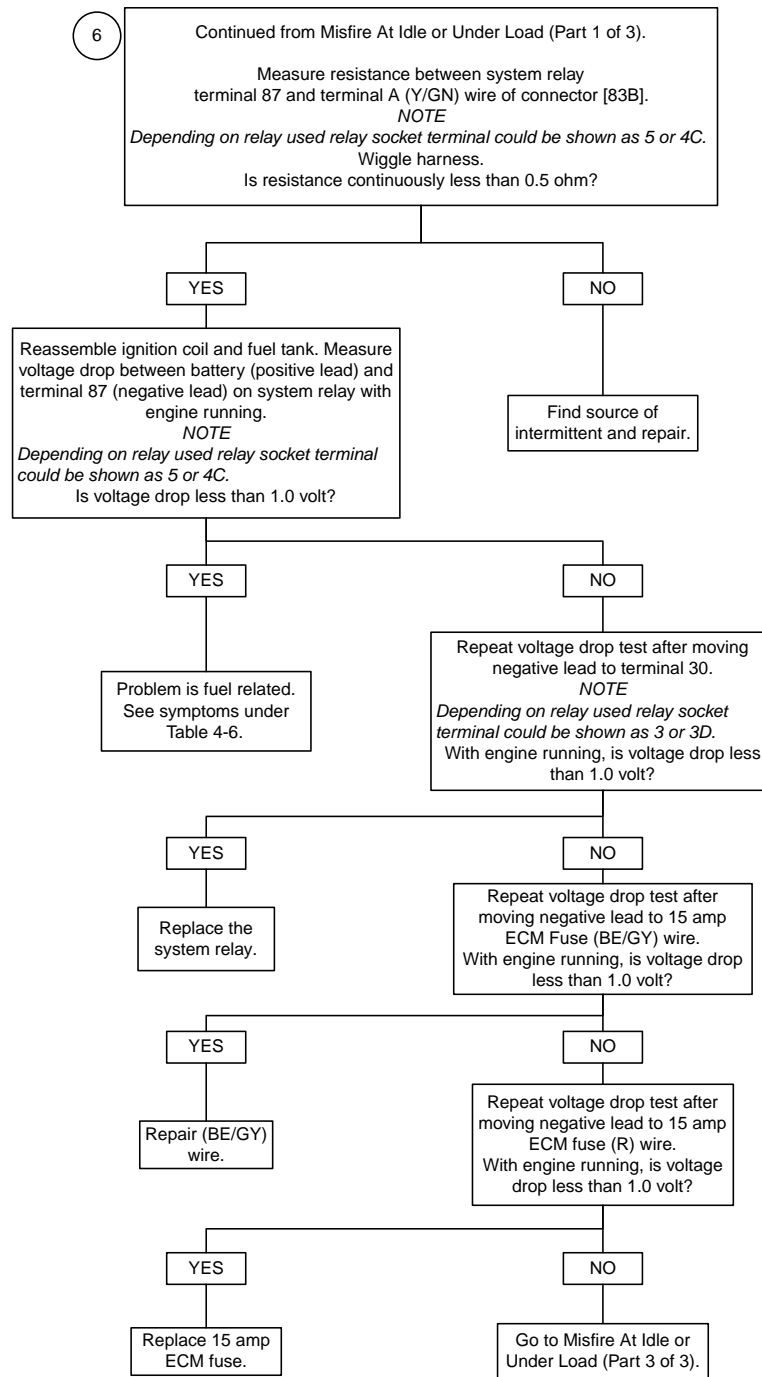 6
Continued from Misfire At Idle or Under Load (Part 1 of 3).
Measure resistance between system relay
terminal 87 and terminal A (Y/GN) wire of connector [83B].
NOTE
Depending on relay used relay socket terminal could be shown as 5 or 4C.
Wiggle harness.
Is resistance continuously less than 0.5 ohm?
YES
NO
Reassemble ignition coil and fuel tank. Measure
voltage drop between battery (positive lead) and
terminal 87 (negative lead) on system relay with
engine running.
NOTE
Depending on relay used relay socket terminal
could be shown as 5 or 4C.
Is voltage drop less than 1.0 volt?
Find source of
intermittent and repair.
YES
NO
Problem is fuel related.
See symptoms under
Table 4-6.
Repeat voltage drop test after moving
negative lead to terminal 30.
NOTE
Depending on relay used relay socket
terminal could be shown as 3 or 3D.
With engine running, is voltage drop less
than 1.0 volt?
YES
NO
Replace the
system relay.
Repeat voltage drop test after
moving negative lead to 15 amp
ECM Fuse (BE/GY) wire.
With engine running, is voltage drop
less than 1.0 volt?
YES
NO
Repair (BE/GY)
wire.
Repeat voltage drop test after
moving negative lead to 15 amp
ECM fuse (R) wire.
With engine running, is voltage
drop less than 1.0 volt?
YES
NO
Replace 15 amp
ECM fuse.
Go to Misfire At Idle or
Under Load (Part 3 of 3).